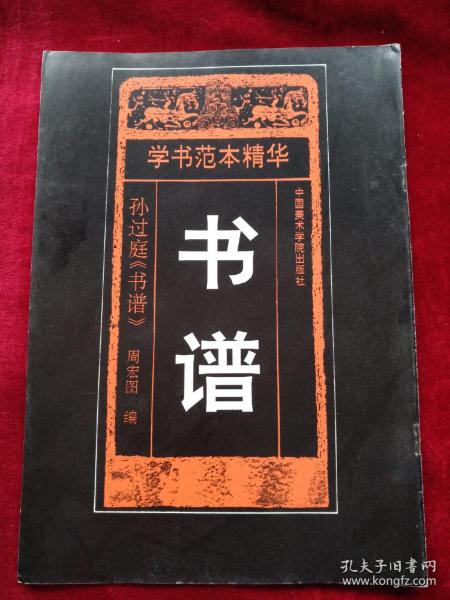 学书范本精华
中国美术学院出版社
书谱
孙过庭《书谱》
周宏图 编
孔夫子旧书网
www.kongfz.com